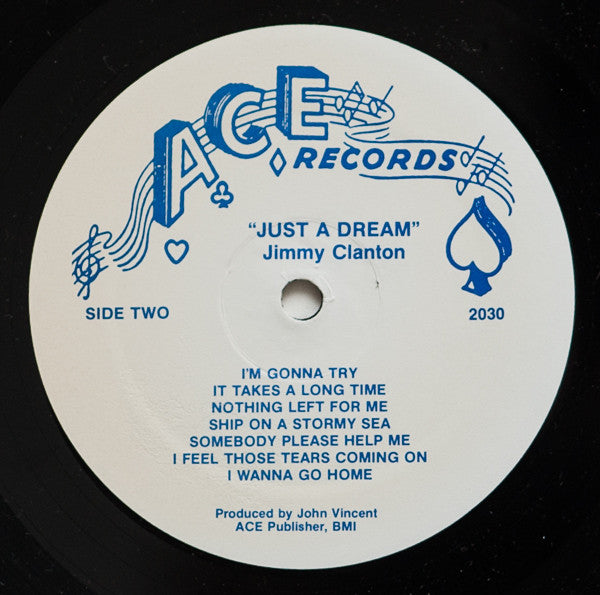 ACE
RECORDS
"JUST A DREAM"
Jimmy Clanton
SIDE TWO
2030
I'M GONNA TRY
IT TAKES A LONG TIME
NOTHING LEFT FOR ME
SHIP ON A STORMY SEA
SOMEBODY PLEASE HELP ME
I FEEL THOSE TEARS COMING ON
I WANNA GO HOME
Produced by John Vincent
ACE Publisher, BMI